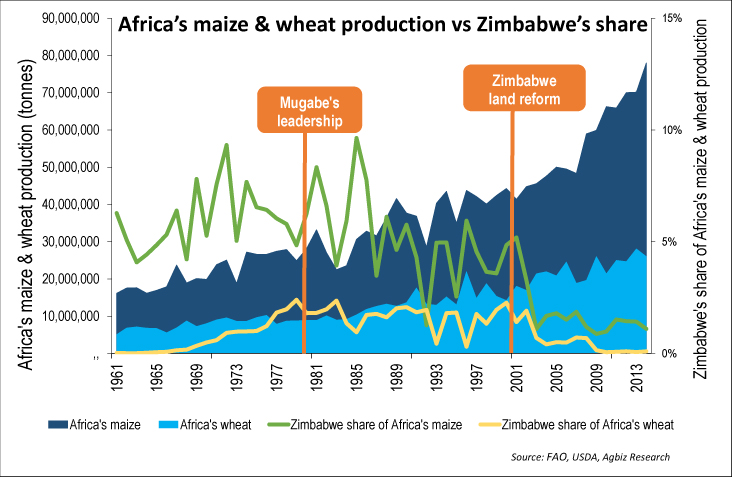 Africa's maize & wheat production vs Zimbabwe's share
Africa's maize & wheat production (tonnes)
90,000,000
80,000,000
70,000,000
60,000,000
50,000,000
40,000,000
30,000,000
20,000,000
10,000,000
Mugabe's
leadership
Zimbabwe
land reform
15%
10%
5%
0%
Zimbabwe's share of Africa's maize & wheat production
1961
1965
1969
1973
1977
1981
1985
1989
1993
1997
2001
2005
2009
2013
Africa's maize
Africa's wheat
Zimbabwe share of Africa's maize
Zimbabwe share of Africa's wheat
Source: FAO, USDA, Agbiz Research